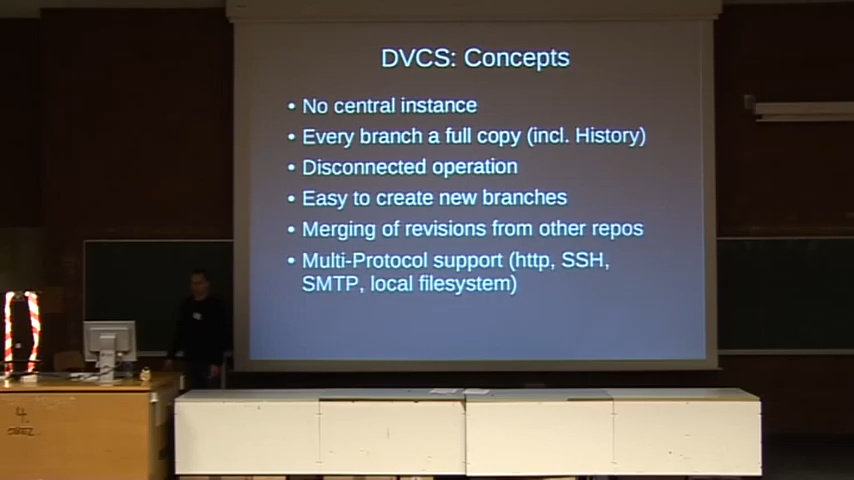 DVCS: Concepts
• No central instance
• Every branch a full copy (incl. History)
• Disconnected operation
• Easy to create new branches
• Merging of revisions from other repos
• Multi-Protocol support (http, SSH,
SMTP, local filesystem)
4.